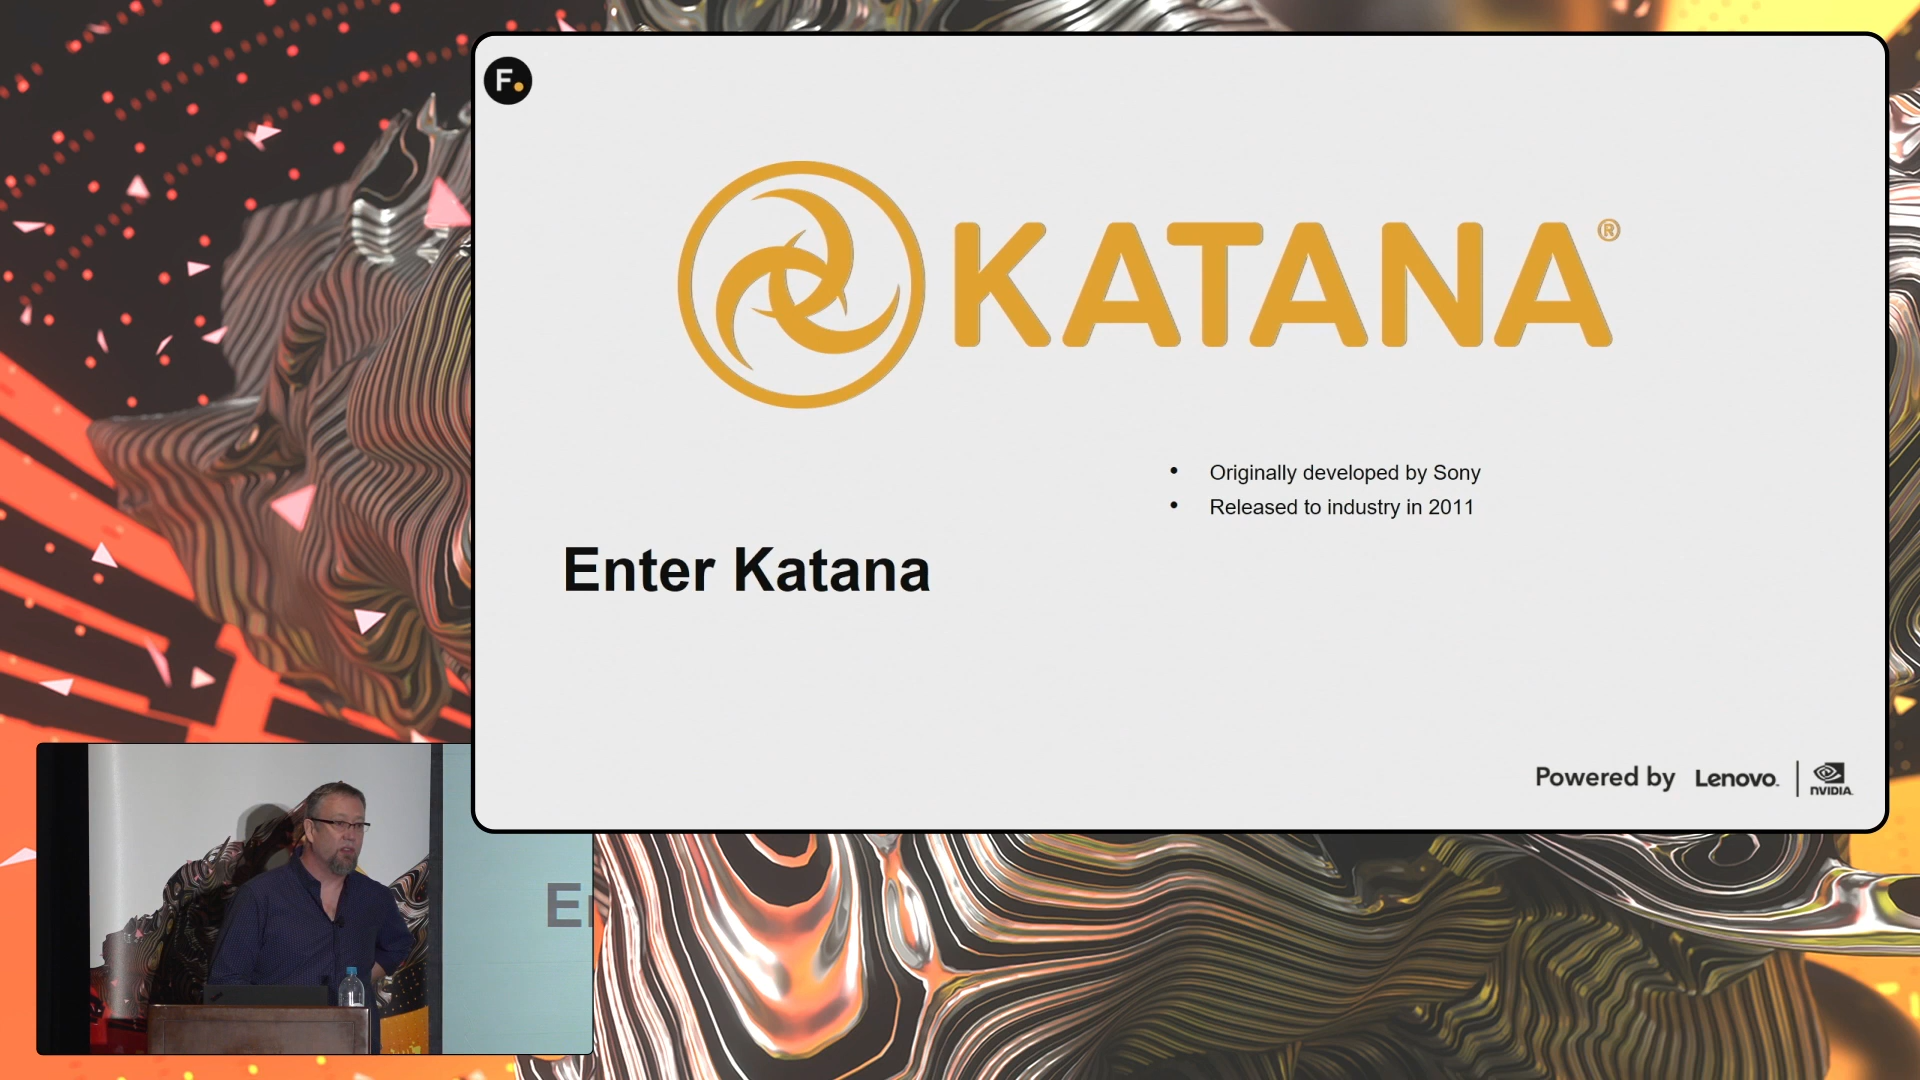 F.
KATANA®
• Originally developed by Sony
• Released to industry in 2011
Enter Katana
Powered by Lenovo. NVIDIA.
E